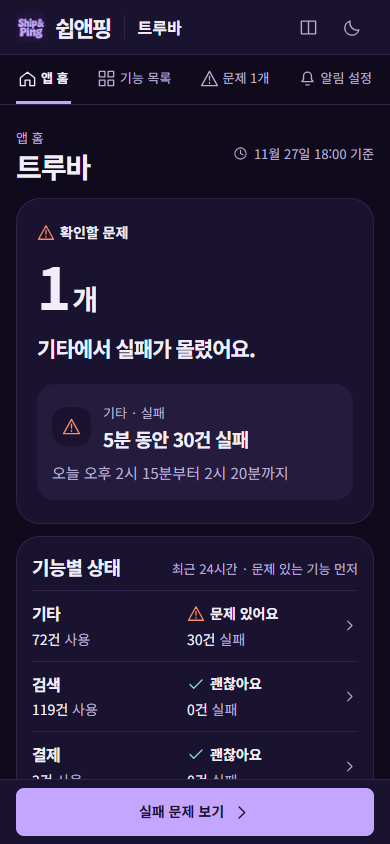 Ship&
Ping
쉽앤핑
트루바
앱 홈
기능 목록
문제 1개
알림 설정
앱 홈
트루바
11월 27일 18:00 기준
확인할 문제
1개
기타에서 실패가 몰렸어요.
기타 · 실패
5분 동안 30건 실패
오늘 오후 2시 15분부터 2시 20분까지
기능별 상태
최근 24시간 · 문제 있는 기능 먼저
기타
문제 있어요
72건 사용
30건 실패
검색
괜찮아요
119건 사용
0건 실패
결제
괜찮아요
실패 문제 보기